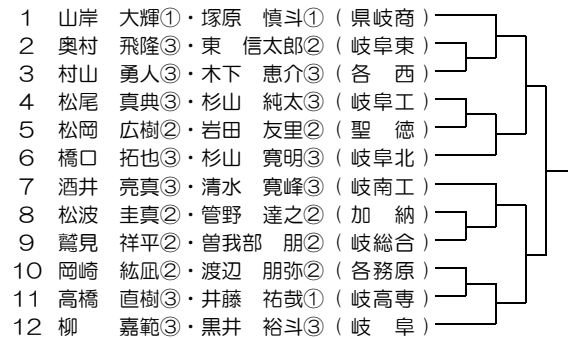 1 山岸 大輝①・塚原 慎斗①(県岐商)
2 奥村 飛隆③・東 信太郎②(岐阜東)
3 村山 勇人③・木下 恵介③(各 西)
4 松尾 真典③・杉山 純太③(岐阜工)
5 松岡 広樹②・岩田 友里②(聖 徳)
6 橋口 拓也③・杉山 寛明③(岐阜北)
7 酒井 亮真③・清水 寛峰③(岐南工)
8 松波 圭真②・管野 達之②(加 納)
9 鷲見 祥平②・曽我部 朋②(岐総合)
10 岡崎 紘凪②・渡辺 朋弥②(各務原)
11 高橋 直樹③・井藤 祐哉①(岐高専)
12 柳 嘉範③・黒井 裕斗③(岐 阜)